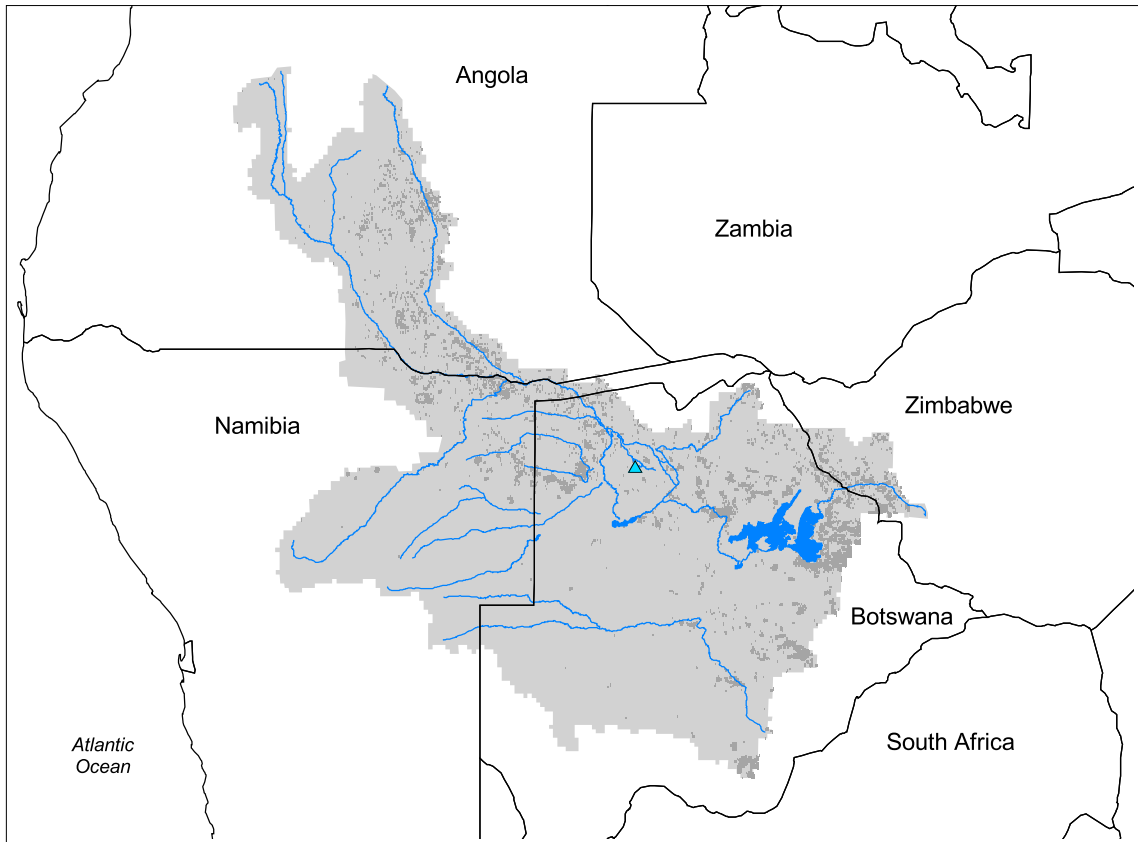 Angola
Zambia
Zimbabwe
Namibia
Botswana
South Africa
Atlantic
Ocean